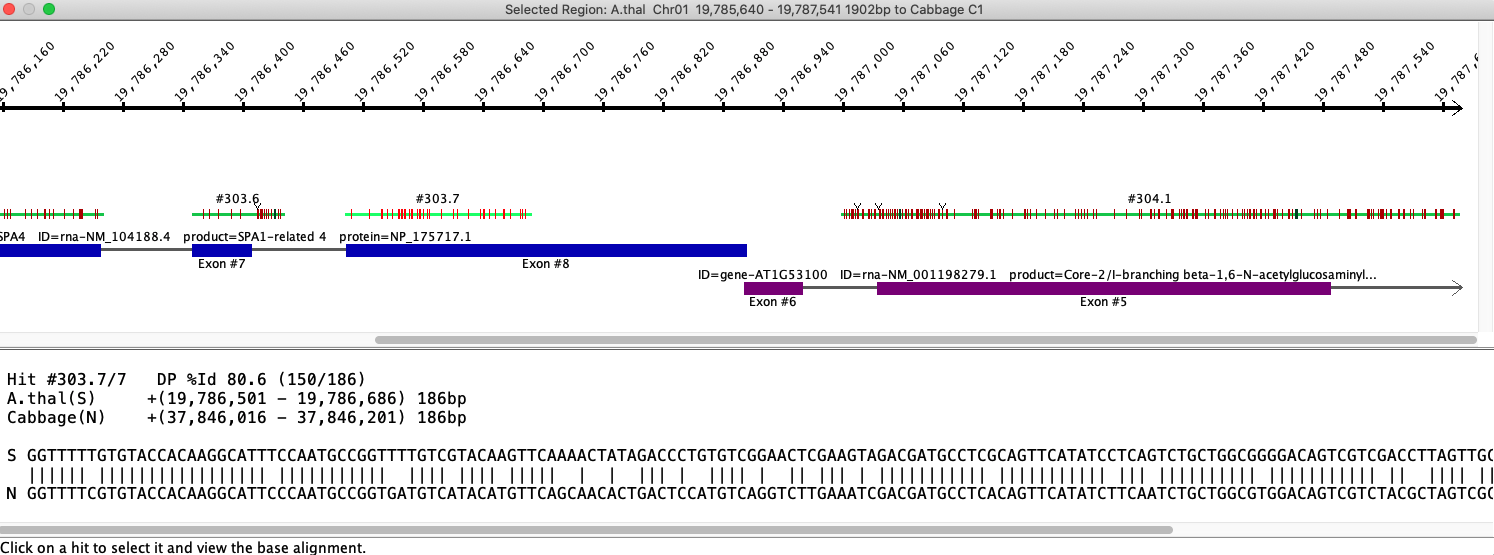 Selected Region: A.thal Chr01 19,785,640 - 19,787,541 1902bp to Cabbage C1
19,786,160 19,786,220 19,786,280 19,786,340 19,786,400 19,786,460 19,786,520 19,786,580 19,786,640 19,786,700 19,786,760 19,786,820 19,786,880 19,786,940 19,787,000 19,787,060 19,787,120 19,787,180 19,787,240 19,787,300 19,787,360 19,787,420 19,787,480 19,787,540
#303.6 #303.7 #304.1
SPA4 ID=rna-NM_104188.4 product=SPA1-related 4 protein=NP_175717.1
Exon #7 Exon #8
ID=gene-AT1G53100 ID=rna-NM_001198279.1 product=Core-2/I-branching beta-1,6-N-acetylglucosaminyl...
Exon #6 Exon #5
Hit #303.7/7 DP %Id 80.6 (150/186)
A.thal(S) +(19,786,501 - 19,786,686) 186bp
Cabbage(N) +(37,846,016 - 37,846,201) 186bp
S GGTTTTTGTGTACCACAAGGCATTTCCAATGCCGGTTTTGTCGTACAAGTTCAAAACTATAGACCCTGTGTCGGAACTCGAAGTAGACGATGCCTCGCAGTTCATATCCTCAGTCTGCTGGCGGGGACAGTCGTCGACCTTAGTTGC
N GGTTTTCGTGTACCACAAGGCATTCCCAATGCCGGTGATGTCATACATGTTCAGCAACACTGACTCCATGTCAGGTCTTGAAATCGACGATGCCTCACAGTTCATATCTTCAATCTGCTGGCGTGGACAGTCGTCTACGCTAGTCGC
Click on a hit to select it and view the base alignment.